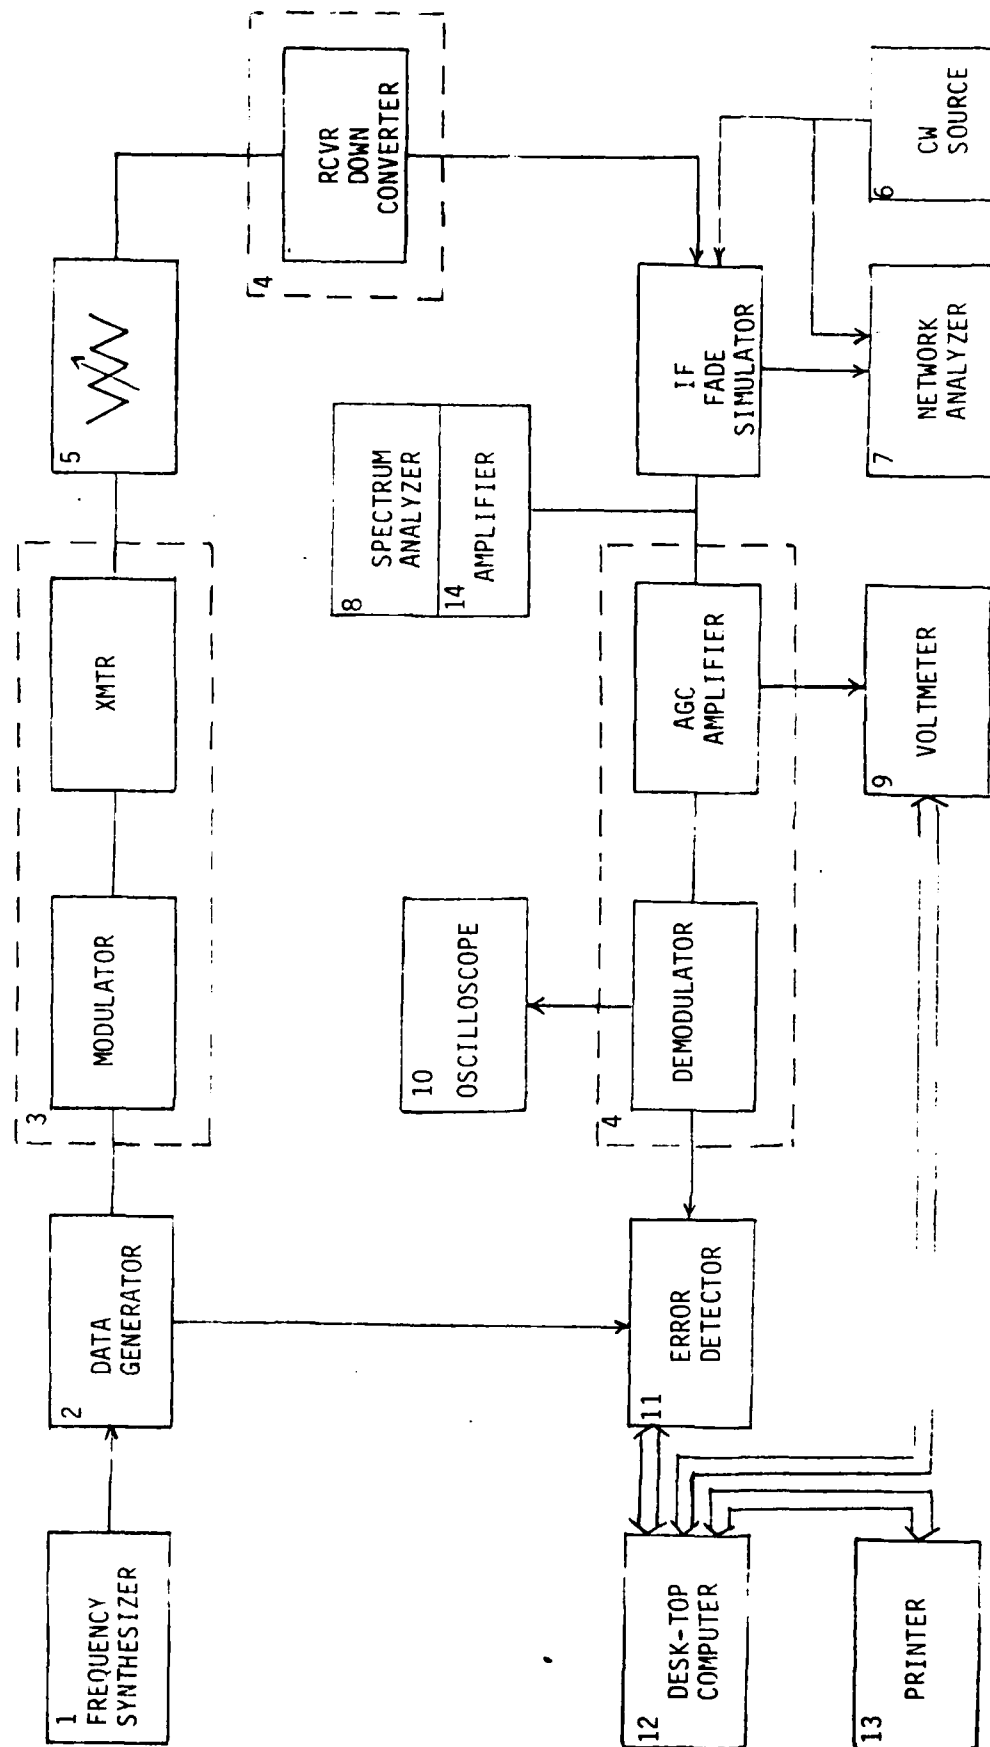 1
FREQUENCY
SYNTHESIZER
2
DATA
GENERATOR
3
MODULATOR
XMTR
5
4
RCVR
DOWN
CONVERTER
8
SPECTRUM
ANALYZER
14
AMPLIFIER
10
OSCILLOSCOPE
12
DESK-TOP
COMPUTER
11
ERROR
DETECTOR
4
DEMODULATOR
AGC
AMPLIFIER
IF
FADE
SIMULATOR
13
PRINTER
9
VOLTMETER
7
NETWORK
ANALYZER
6
CW
SOURCE